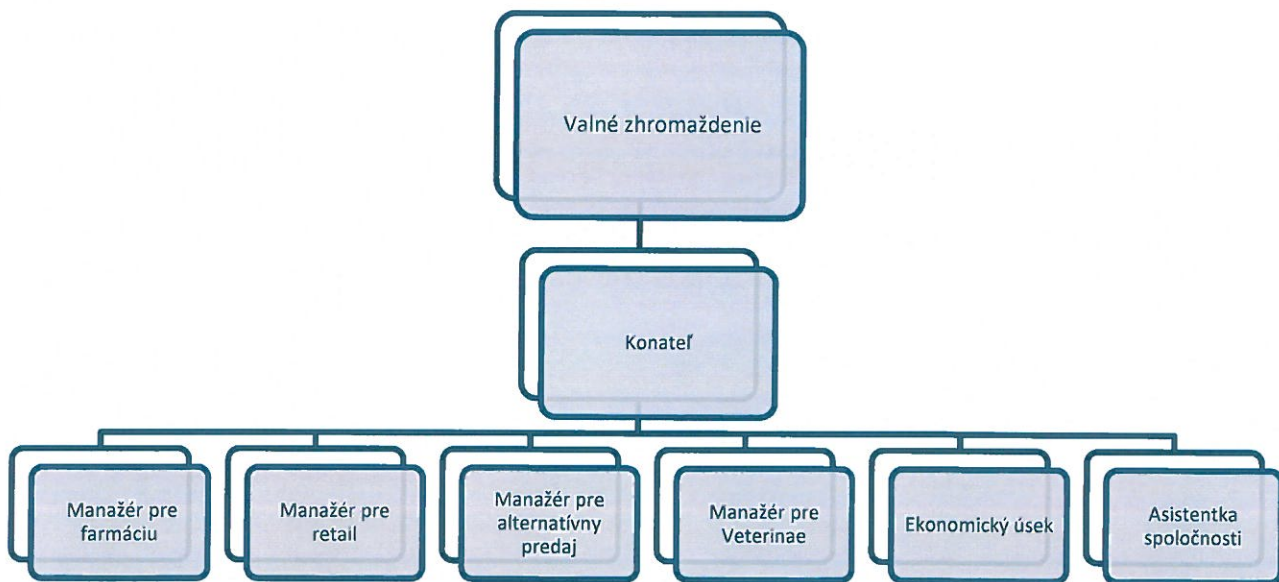 Valné zhromaždenie
Konateľ
Manažér pre
farmáciu
Manažér pre
retail
Manažér pre
alternatívny
predaj
Manažér pre
Veterinae
Ekonomický úsek
Asistentka
spoločnosti